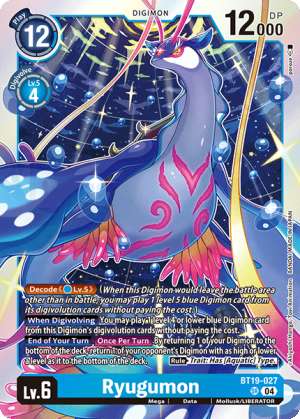 DIGIMON
Play
12
12000
DP
Digivolve
Lv.5
4
Decode (Lv.5) (When this Digimon would leave the battle area
other than in battle, you may play 1 level 5 blue Digimon card from
its digivolution cards without paying the cost.)
When Digivolving You may play 1 level 4 or lower blue Digimon card
from this Digimon's digivolution cards without paying the cost.
End of Your Turn Once Per Turn By returning 1 of your Digimon to the
bottom of the deck, return 1 of your opponent's Digimon with as high or lower
a level as it to the bottom of the deck.
Rule Trait: Has [Aquatic] Type.
BT19-027
Lv.6
Ryugumon
SR
04
Mega
Data
Mollusk/LIBERATOR